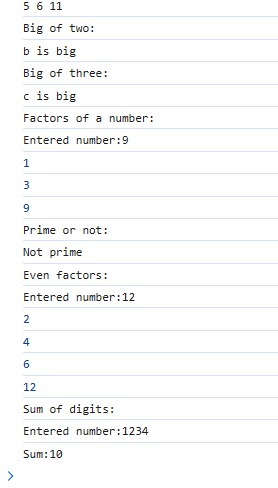 5 6 11
Big of two:
b is big
Big of three:
c is big
Factors of a number:
Entered number:9
1
3
9
Prime or not:
Not prime
Even factors:
Entered number:12
2
4
6
12
Sum of digits:
Entered number:1234
Sum:10
>